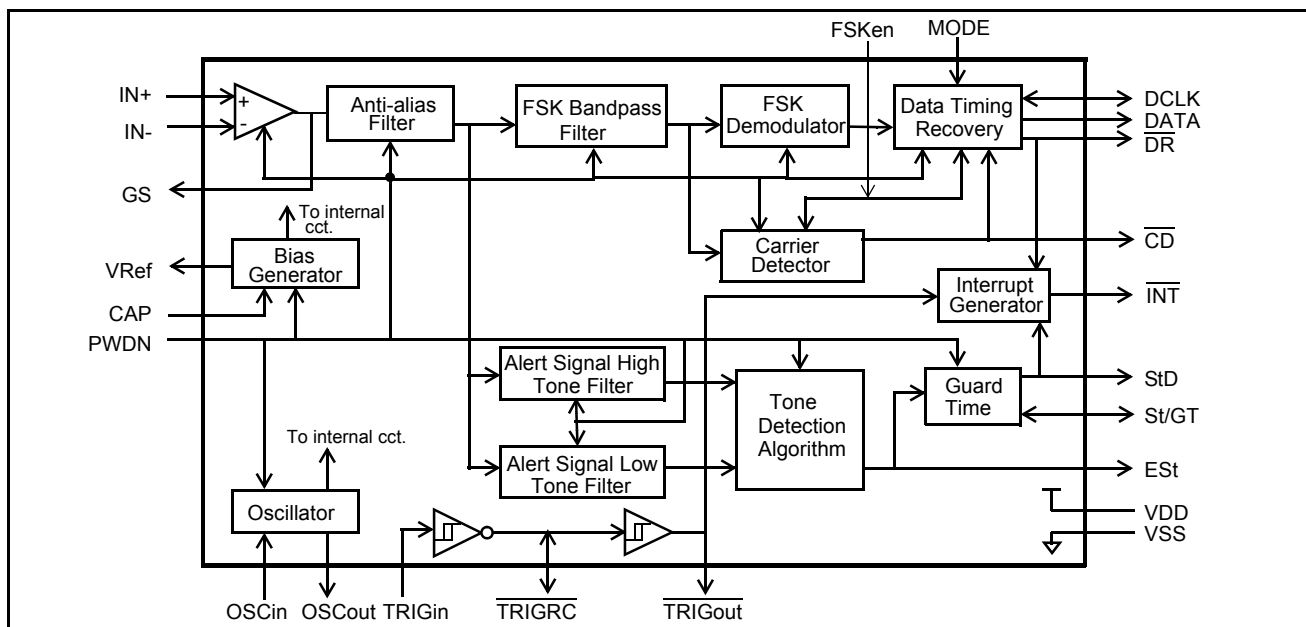 FSKen
MODE
IN+
+
Anti-alias
Filter
FSK Bandpass
Filter
FSK
Demodulator
Data Timing
Recovery
DCLK
IN-
-
DATA
DR
GS
To internal
cct.
VRef
Bias
Generator
Carrier
Detector
CD
CAP
Interrupt
Generator
INT
PWDN
Alert Signal High
Tone Filter
Tone
Detection
Algorithm
Guard
Time
StD
St/GT
To internal cct.
Alert Signal Low
Tone Filter
ESt
Oscillator
VDD
VSS
OSCin
OSCout
TRIGin
TRIGRC
TRIGout